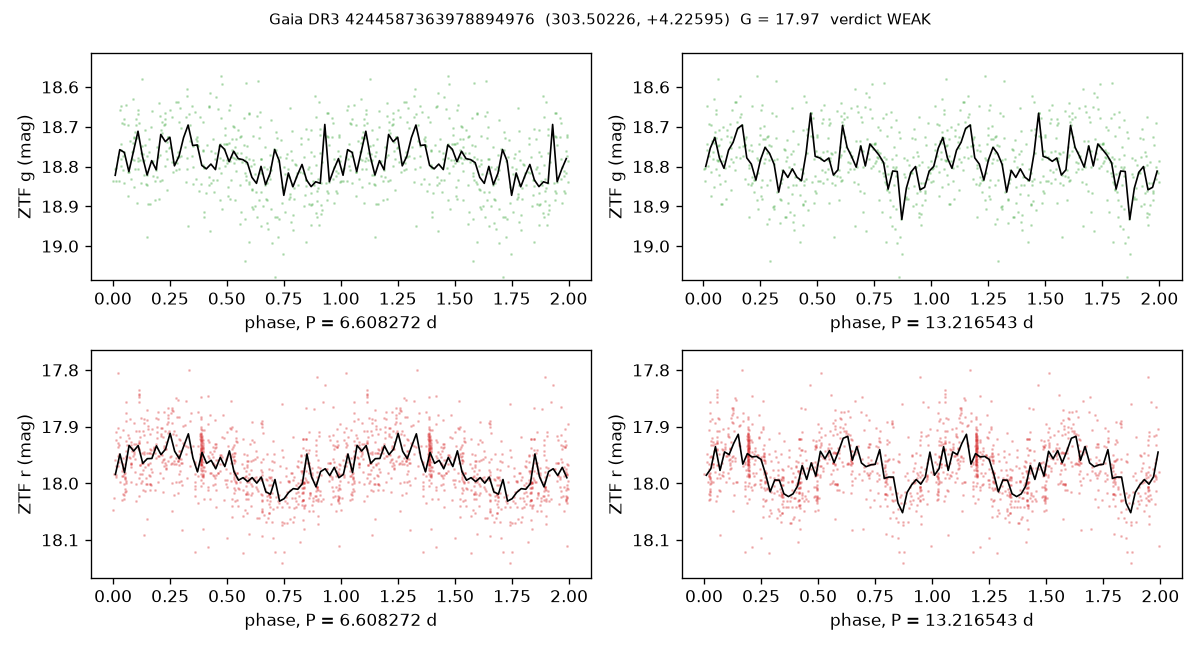 Gaia DR3 4244587363978894976 (303.50226, +4.22595) G = 17.97 verdict WEAK
ZTF g (mag)
18.6
18.7
18.8
18.9
19.0
0.00 0.25 0.50 0.75 1.00 1.25 1.50 1.75 2.00
phase, P = 6.608272 d
ZTF g (mag)
18.6
18.7
18.8
18.9
19.0
0.00 0.25 0.50 0.75 1.00 1.25 1.50 1.75 2.00
phase, P = 13.216543 d
ZTF r (mag)
17.8
17.9
18.0
18.1
0.00 0.25 0.50 0.75 1.00 1.25 1.50 1.75 2.00
phase, P = 6.608272 d
ZTF r (mag)
17.8
17.9
18.0
18.1
0.00 0.25 0.50 0.75 1.00 1.25 1.50 1.75 2.00
phase, P = 13.216543 d